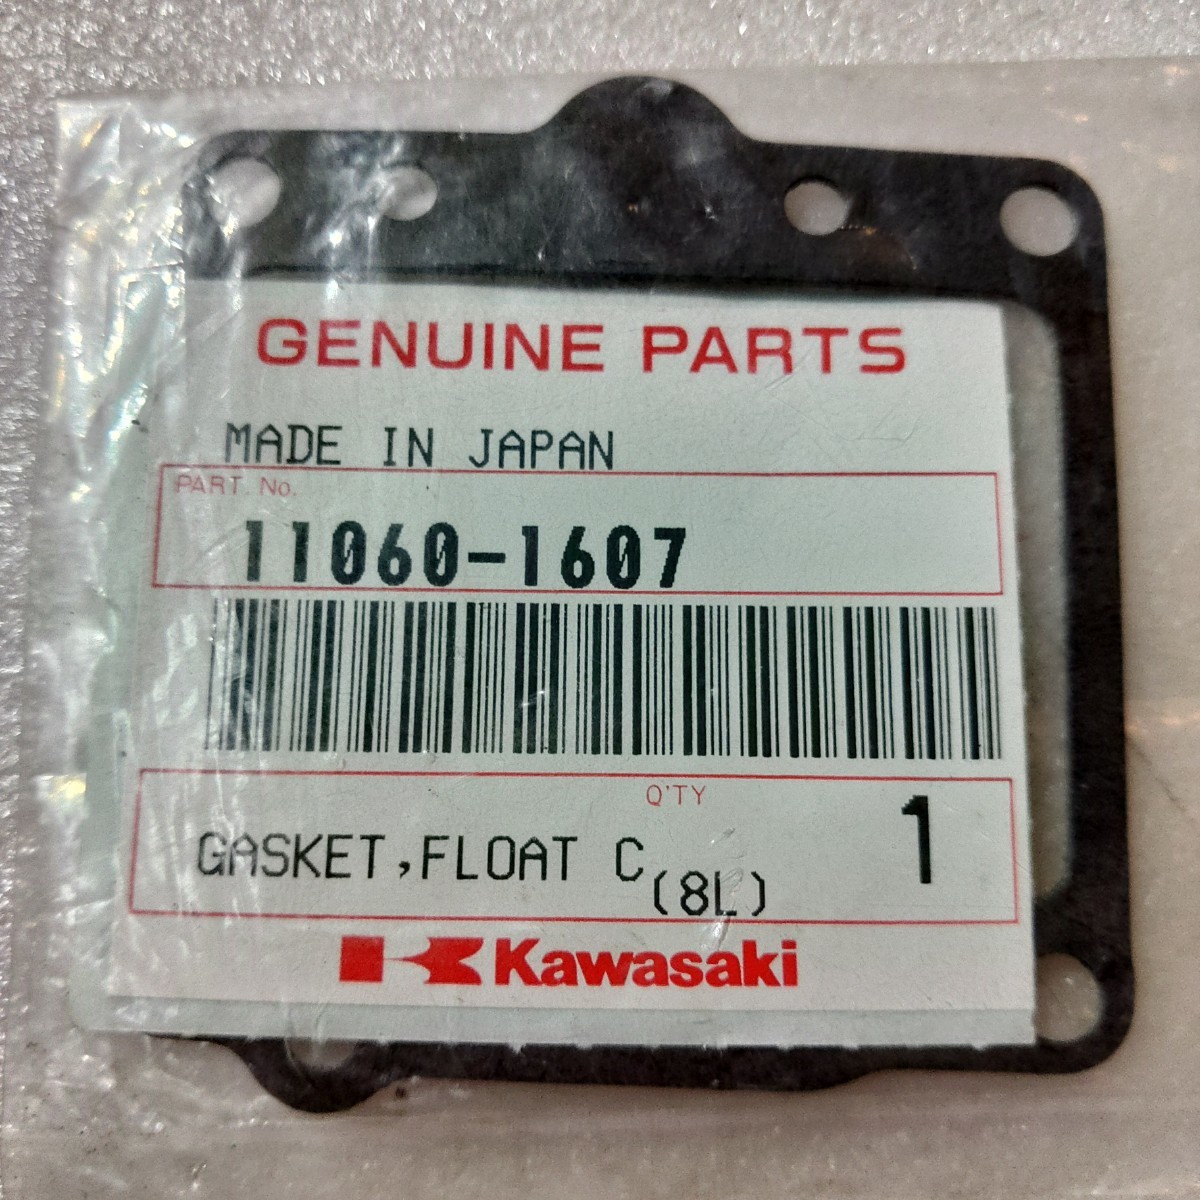 GENUINE PARTS
MADE IN JAPAN
PART. No.
11060-1607
Q'TY
1
GASKET,FLOAT C
(8L)
Kawasaki